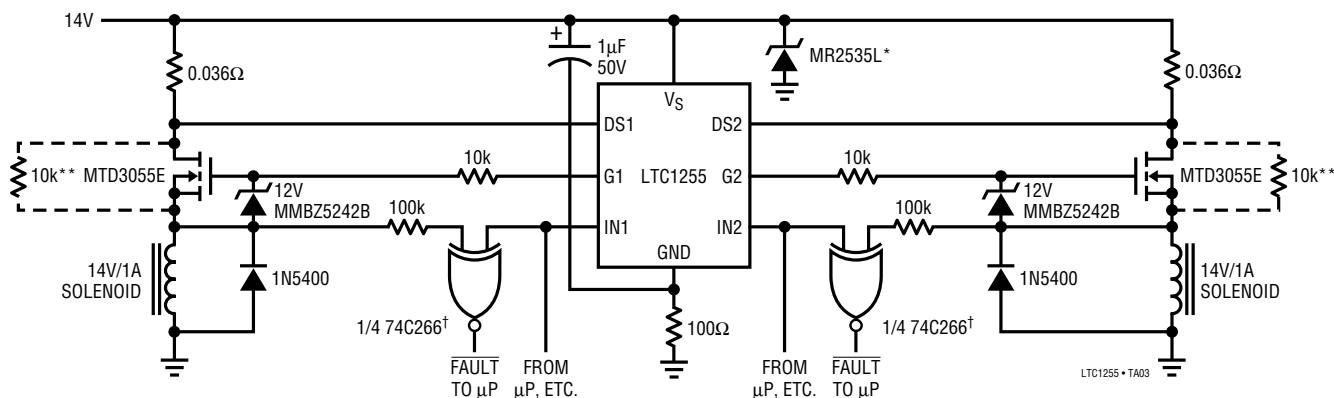 14V
+
1µF
50V
MR2535L*
0.036Ω
0.036Ω
VS
DS1
DS2
10k**
MTD3055E
10k
G1
LTC1255
G2
10k
MTD3055E
10k**
12V
MMBZ5242B
12V
MMBZ5242B
100k
IN1
IN2
100k
GND
14V/1A
SOLENOID
1N5400
1N5400
14V/1A
SOLENOID
1/4 74C266†
100Ω
1/4 74C266†
FAULT
TO µP
FROM
µP, ETC.
FROM
µP, ETC.
FAULT
TO µP
LTC1255 • TA03